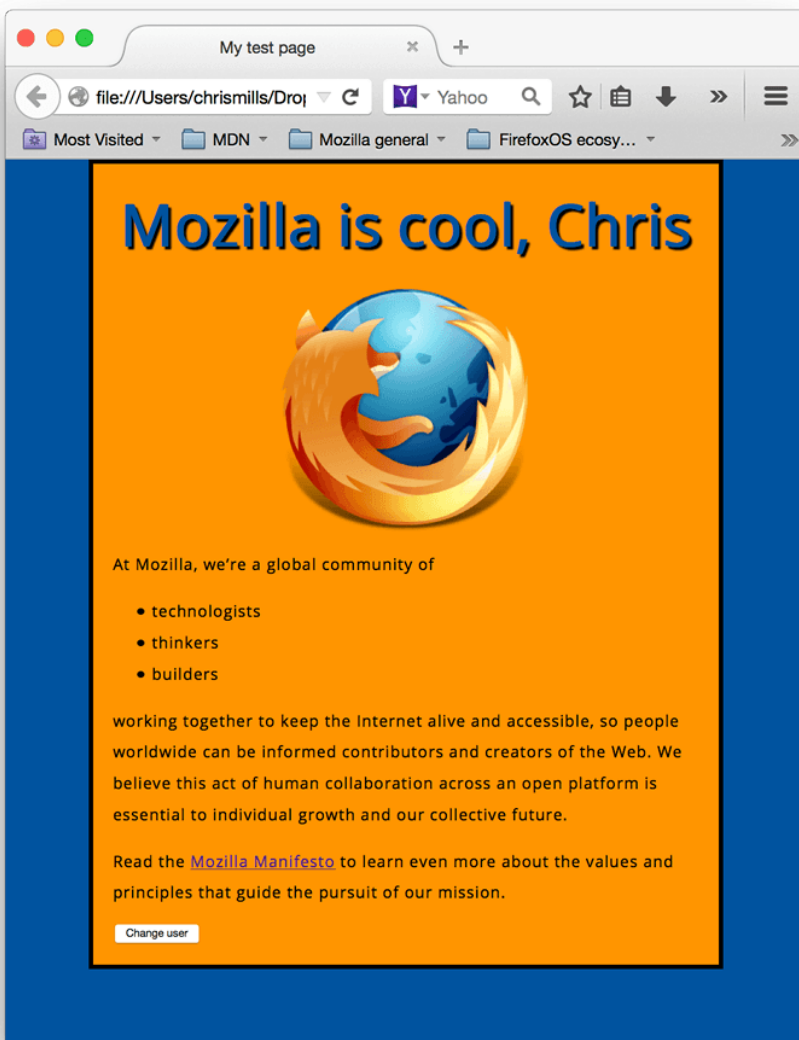 My test page
file:///Users/chrismills/Drop
Yahoo
Most Visited MDN Mozilla general FirefoxOS ecosy…
Mozilla is cool, Chris
At Mozilla, we’re a global community of
• technologists
• thinkers
• builders
working together to keep the Internet alive and accessible, so people
worldwide can be informed contributors and creators of the Web. We
believe this act of human collaboration across an open platform is
essential to individual growth and our collective future.
Read the Mozilla Manifesto to learn even more about the values and
principles that guide the pursuit of our mission.
Change user